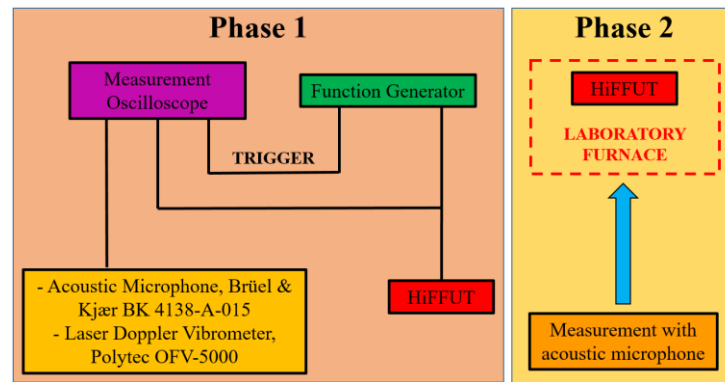 Phase 1
Measurement
Oscilloscope
Function Generator
TRIGGER
- Acoustic Microphone, Brüel &
Kjær BK 4138-A-015
- Laser Doppler Vibrometer,
Polytec OFV-5000
HiFFUT
Phase 2
HiFFUT
LABORATORY
FURNACE
Measurement with
acoustic microphone